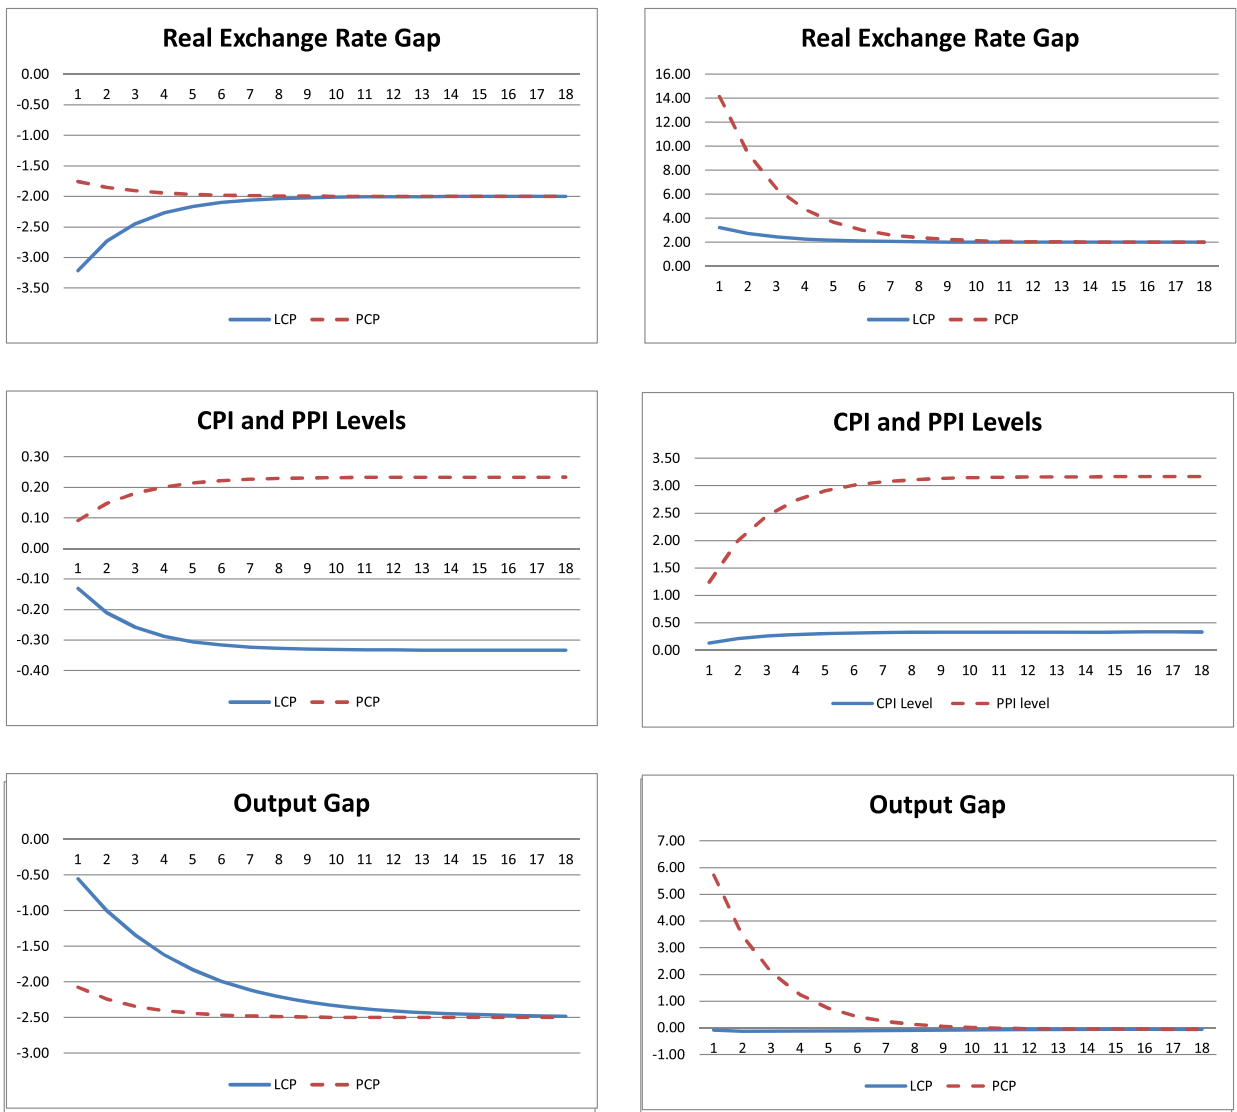 Real Exchange Rate Gap
0.00
1 2 3 4 5 6 7 8 9 10 11 12 13 14 15 16 17 18
-0.50
-1.00
-1.50
-2.00
-2.50
-3.00
-3.50
LCP PCP
Real Exchange Rate Gap
16.00
14.00
12.00
10.00
8.00
6.00
4.00
2.00
0.00
1 2 3 4 5 6 7 8 9 10 11 12 13 14 15 16 17 18
LCP PCP
CPI and PPI Levels
0.30
0.20
0.10
0.00
1 2 3 4 5 6 7 8 9 10 11 12 13 14 15 16 17 18
-0.10
-0.20
-0.30
-0.40
LCP PCP
CPI and PPI Levels
3.50
3.00
2.50
2.00
1.50
1.00
0.50
0.00
1 2 3 4 5 6 7 8 9 10 11 12 13 14 15 16 17 18
CPI Level PPI level
Output Gap
0.00
1 2 3 4 5 6 7 8 9 10 11 12 13 14 15 16 17 18
-0.50
-1.00
-1.50
-2.00
-2.50
-3.00
LCP PCP
Output Gap
7.00
6.00
5.00
4.00
3.00
2.00
1.00
0.00
1 2 3 4 5 6 7 8 9 10 11 12 13 14 15 16 17 18
-1.00
LCP PCP